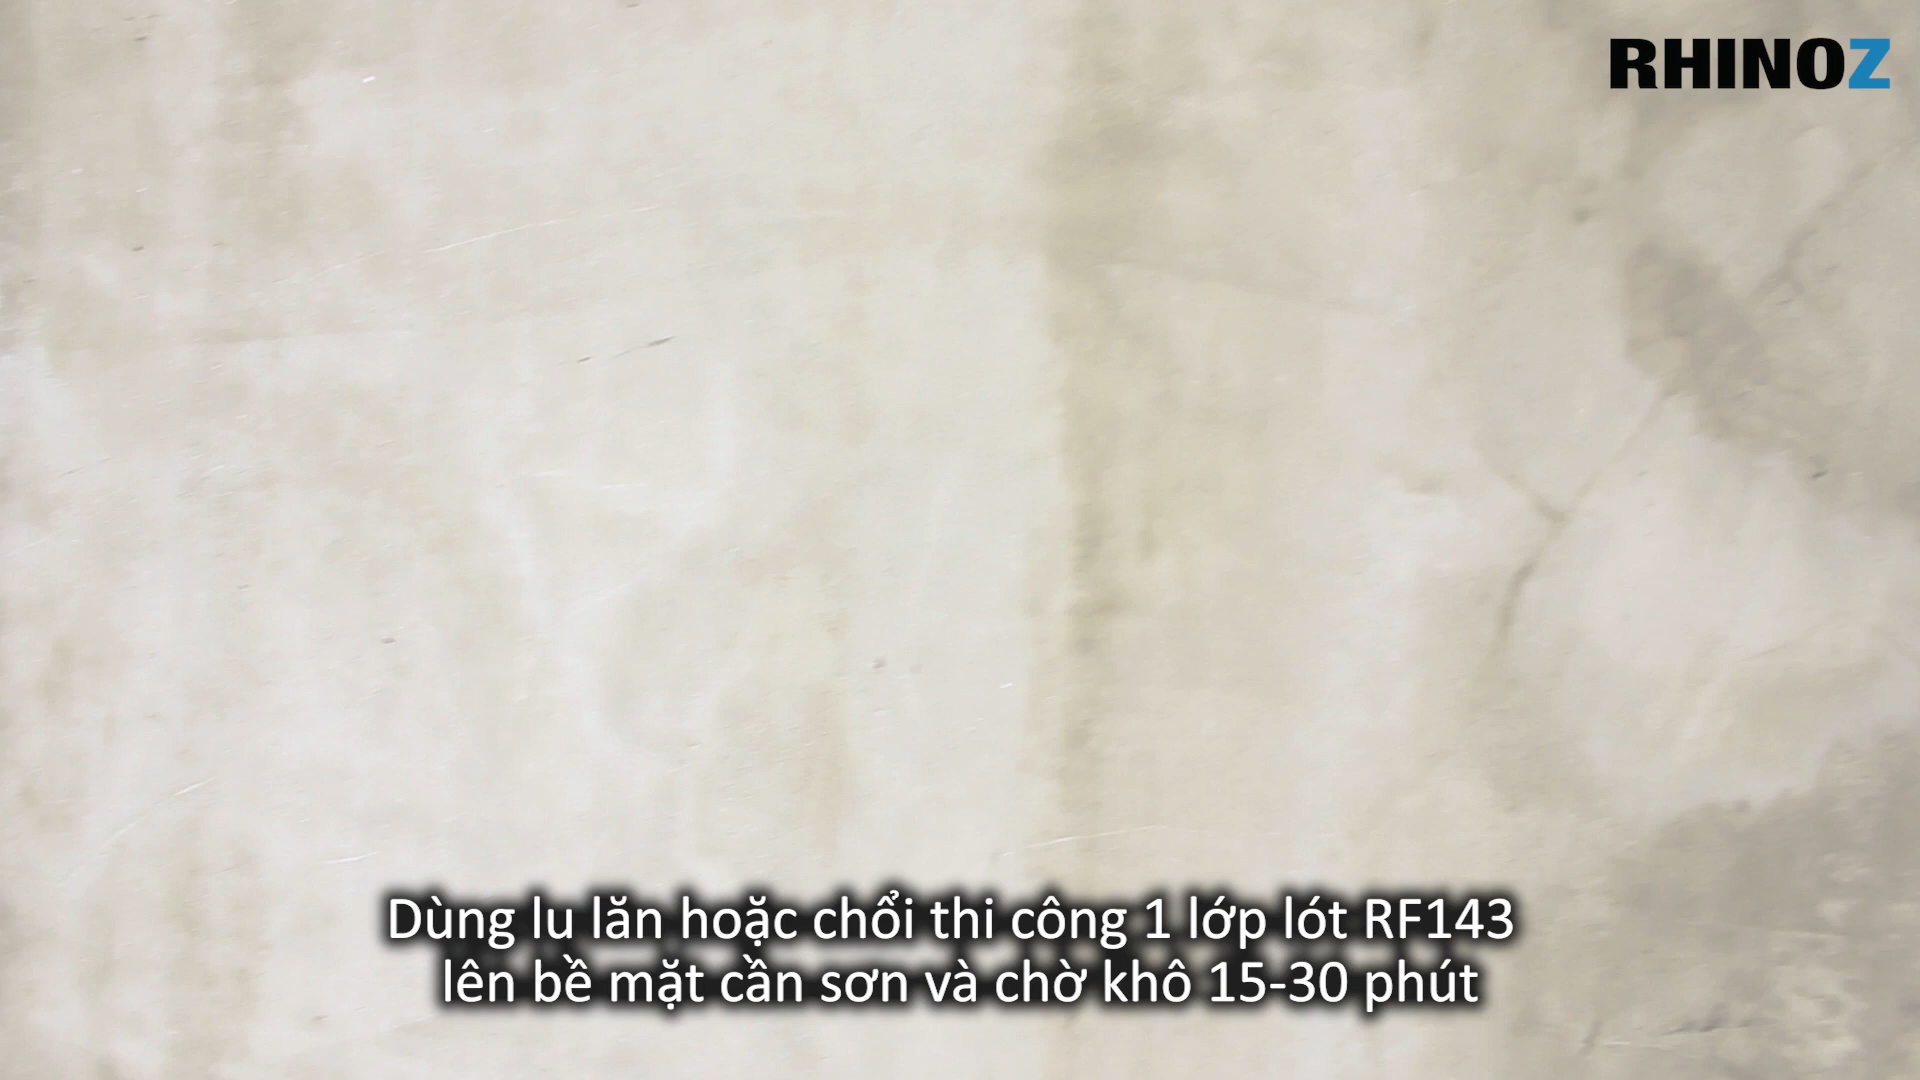 RHINOZ
Dùng lu lăn hoặc chổi thi công 1 lớp lót RF143
lên bề mặt cần sơn và chờ khô 15-30 phút